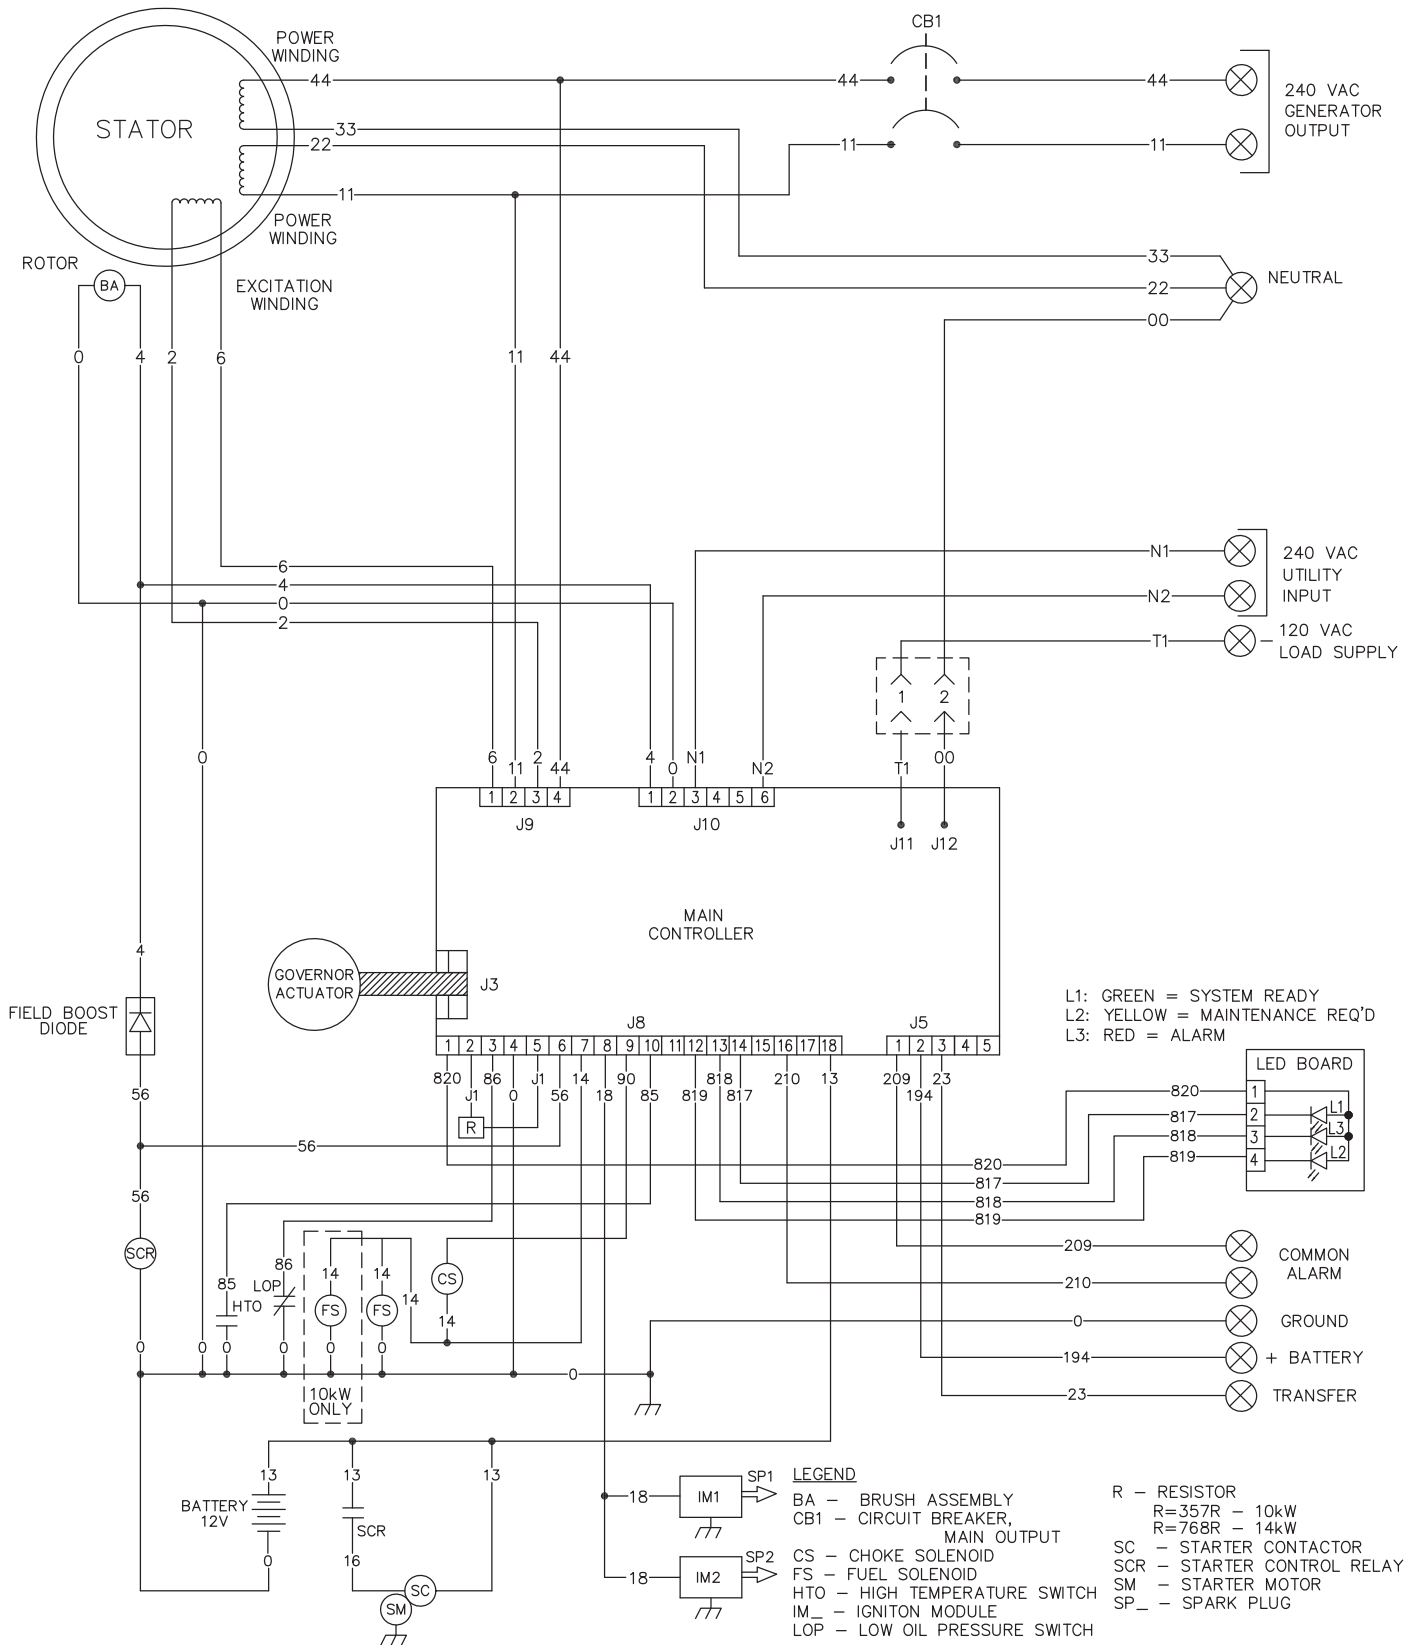 CB1
POWER
WINDING
44
44
44
240 VAC
GENERATOR
OUTPUT
STATOR
33
22
11
11
11
POWER
WINDING
ROTOR
BA
EXCITATION
WINDING
33
22
00
NEUTRAL
0
4
2
6
11
44
6
4
0
2
N1
N2
T1
240 VAC
UTILITY
INPUT
120 VAC
LOAD SUPPLY
1
2
0
6
11
2
44
4
0
N1
N2
T1
00
1 2 3 4
J9
1 2 3 4 5 6
J10
J11
J12
MAIN
CONTROLLER
4
GOVERNOR
ACTUATOR
J3
FIELD BOOST
DIODE
L1: GREEN = SYSTEM READY
L2: YELLOW = MAINTENANCE REQ'D
L3: RED = ALARM
J8
J5
1 2 3 4 5 6 7 8 9 10 11 12 13 14 15 16 17 18
1 2 3 4 5
820
J1
86
0
J1
56
14
18
90
85
819
818
817
210
13
209
194
23
R
LED BOARD
820
1
817
2
L1
818
3
L3
819
4
L2
56
56
56
820
817
818
819
SCR
85
HTO
86
LOP
14
14
14
FS
FS
CS
14
0
0
0
0
0
0
0
10kW
ONLY
209
210
COMMON
ALARM
0
GROUND
194
+ BATTERY
23
TRANSFER
13
13
13
BATTERY
12V
SCR
0
16
SC
SM
18
IM1
SP1
18
IM2
SP2
LEGEND
BA – BRUSH ASSEMBLY
CB1 – CIRCUIT BREAKER,
MAIN OUTPUT
CS – CHOKE SOLENOID
FS – FUEL SOLENOID
HTO – HIGH TEMPERATURE SWITCH
IM_ – IGNITON MODULE
LOP – LOW OIL PRESSURE SWITCH
R – RESISTOR
R=357R – 10kW
R=768R – 14kW
SC – STARTER CONTACTOR
SCR – STARTER CONTROL RELAY
SM – STARTER MOTOR
SP_ – SPARK PLUG